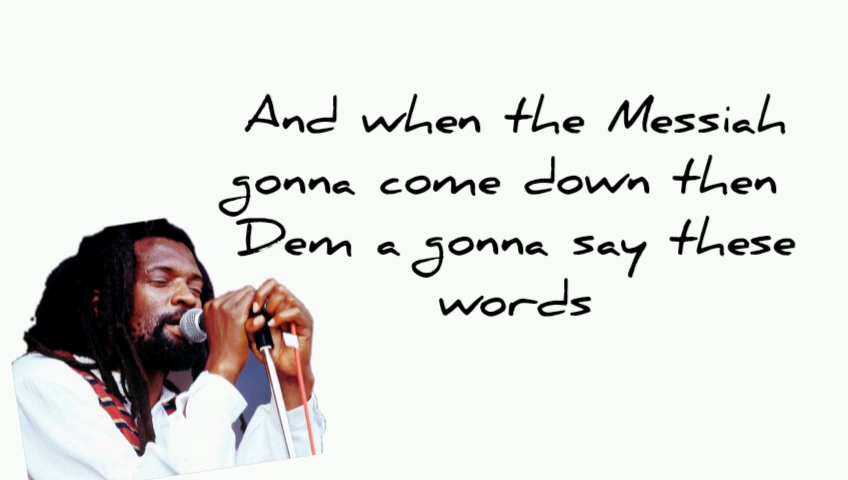 And when the Messiah
gonna come down then
Dem a gonna say these
words